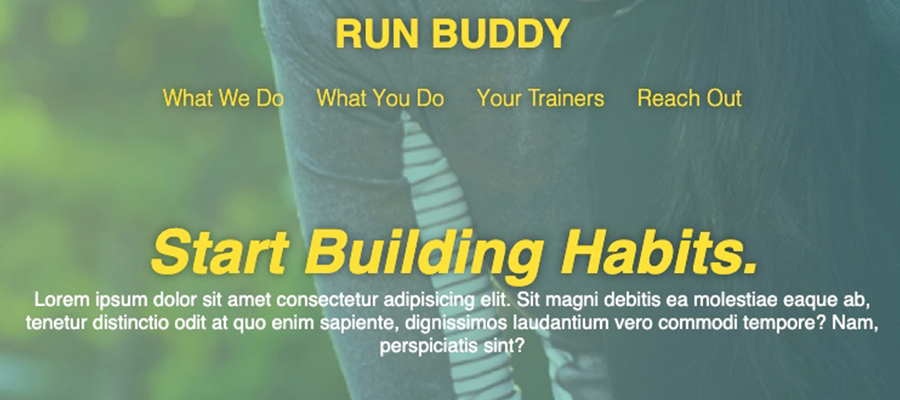 RUN BUDDY
What We Do What You Do Your Trainers Reach Out
Start Building Habits.
Lorem ipsum dolor sit amet consectetur adipisicing elit. Sit magni debitis ea molestiae eaque ab,
tenetur distinctio odit at quo enim sapiente, dignissimos laudantium vero commodi tempore? Nam,
perspiciatis sint?